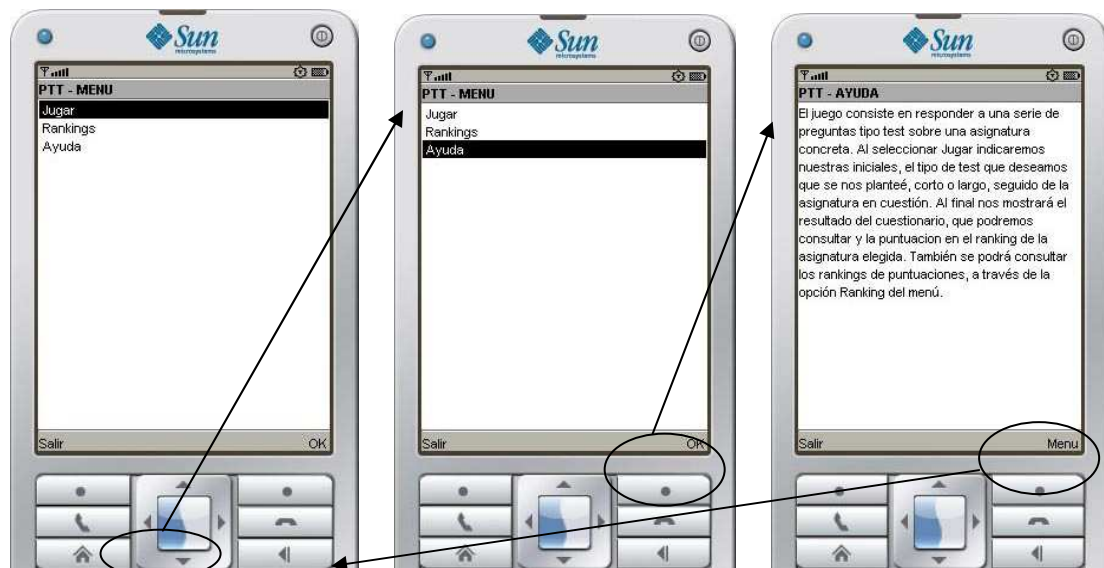 Sun
microsystems
PTT - MENU
Jugar
Rankings
Ayuda
Salir OK
Sun
microsystems
PTT - MENU
Jugar
Rankings
Ayuda
Salir OK
Sun
microsystems
PTT - AYUDA
El juego consiste en responder a una serie de
preguntas tipo test sobre una asignatura
concreta. Al seleccionar Jugar indicaremos
nuestras iniciales, el tipo de test que deseamos
que se nos planteé, corto o largo, seguido de la
asignatura en cuestión. Al final nos mostrará el
resultado del cuestionario, que podremos
consultar y la puntuacion en el ranking de la
asignatura elegida. También se podrá consultar
los rankings de puntuaciones, a través de la
opción Ranking del menú.
Salir Menu